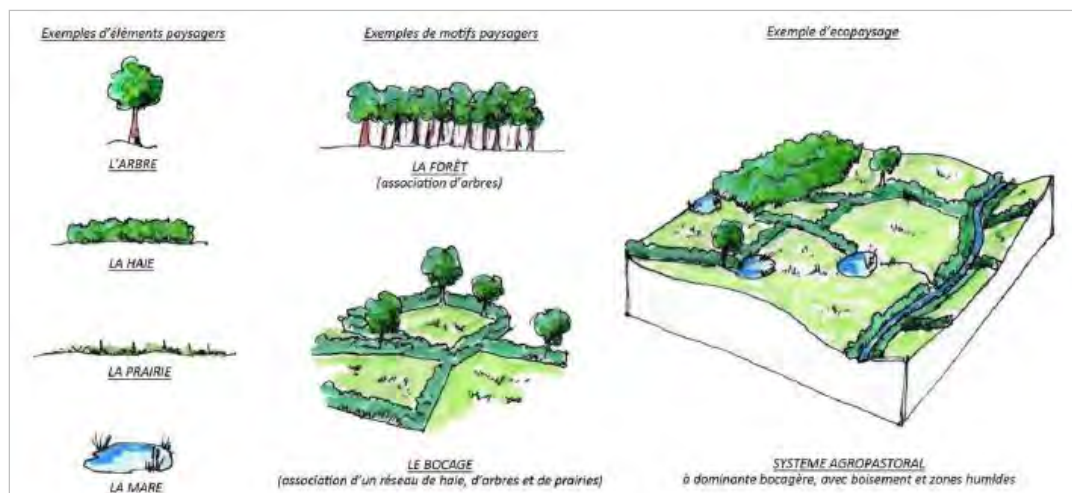 Exemples d'éléments paysagers
L'ARBRE
LA HAIE
LA PRAIRIE
LA MARE
Exemples de motifs paysagers
LA FORÊT
(association d'arbres)
LE BOCAGE
(association d'un réseau de haie, d'arbres et de prairies)
Exemple d'ecopaysage
SYSTEME AGROPASTORAL
à dominante bocagère, avec boisement et zones humides